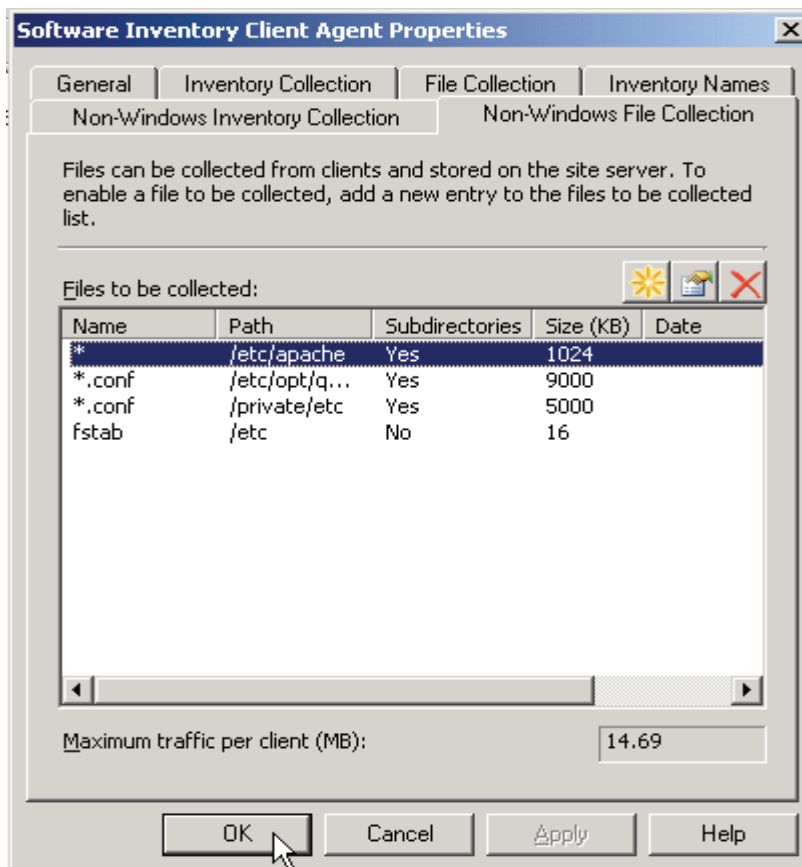 Software Inventory Client Agent Properties
General Inventory Collection File Collection Inventory Names
Non-Windows Inventory Collection Non-Windows File Collection
Files can be collected from clients and stored on the site server. To
enable a file to be collected, add a new entry to the files to be collected
list.
Files to be collected:
Name Path Subdirectories Size (KB) Date
* /etc/apache Yes 1024
*.conf /etc/opt/q... Yes 9000
*.conf /private/etc Yes 5000
fstab /etc No 16
Maximum traffic per client (MB): 14.69
OK Cancel Apply Help